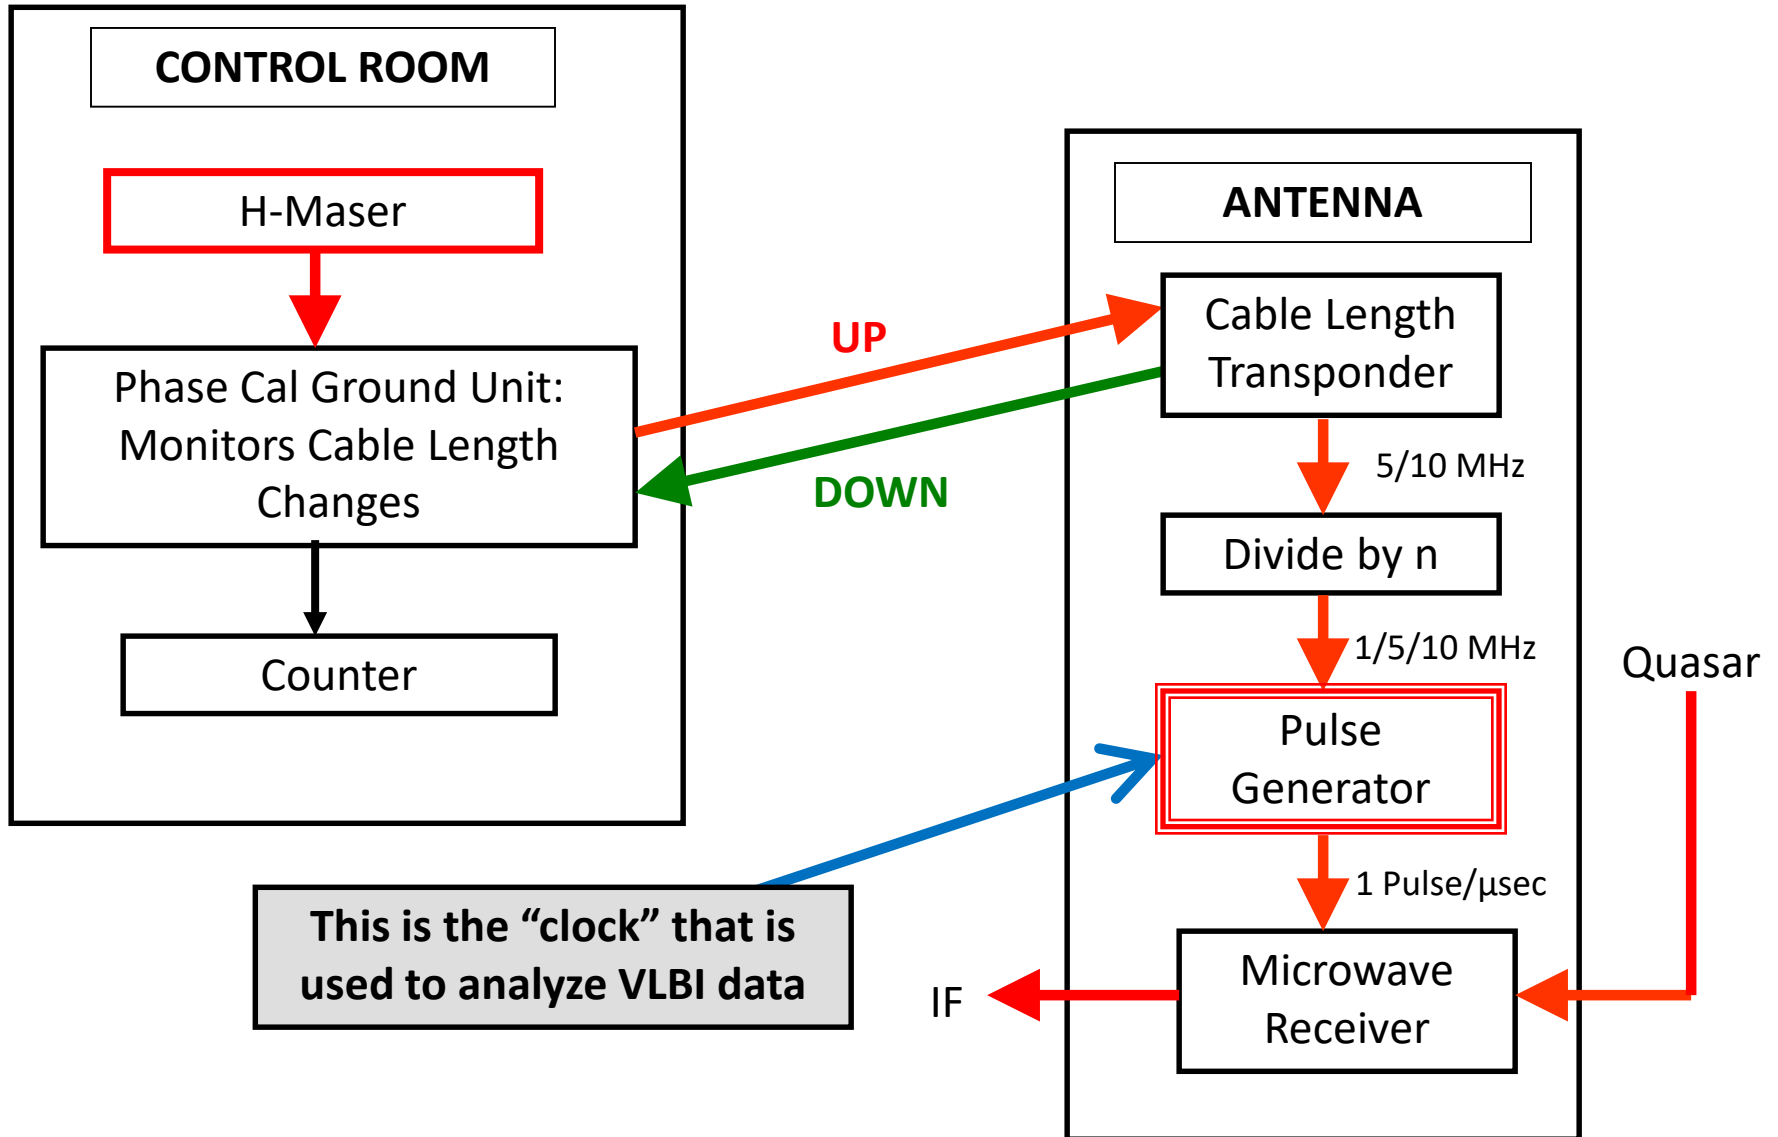 CONTROL ROOM
H-Maser
Phase Cal Ground Unit:
Monitors Cable Length
Changes
Counter
UP
DOWN
ANTENNA
Cable Length
Transponder
5/10 MHz
Divide by n
1/5/10 MHz
Pulse
Generator
Quasar
1 Pulse/μsec
This is the “clock” that is
used to analyze VLBI data
Microwave
Receiver
IF